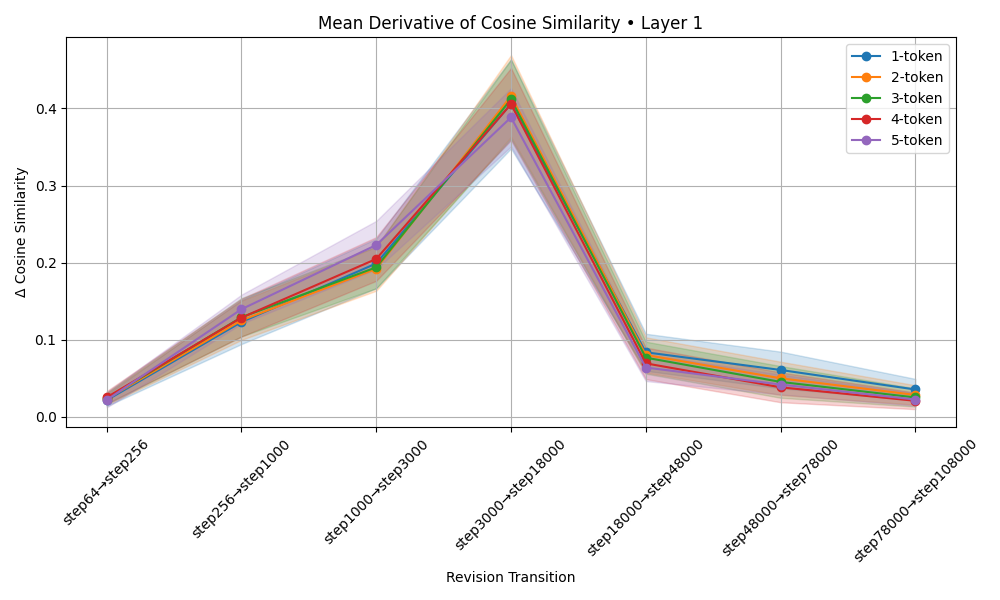 Mean Derivative of Cosine Similarity • Layer 1
Δ Cosine Similarity
0.4
0.3
0.2
0.1
0.0
1-token
2-token
3-token
4-token
5-token
step64→step256
step256→step1000
step1000→step3000
step3000→step18000
step18000→step48000
step48000→step78000
step78000→step108000
Revision Transition